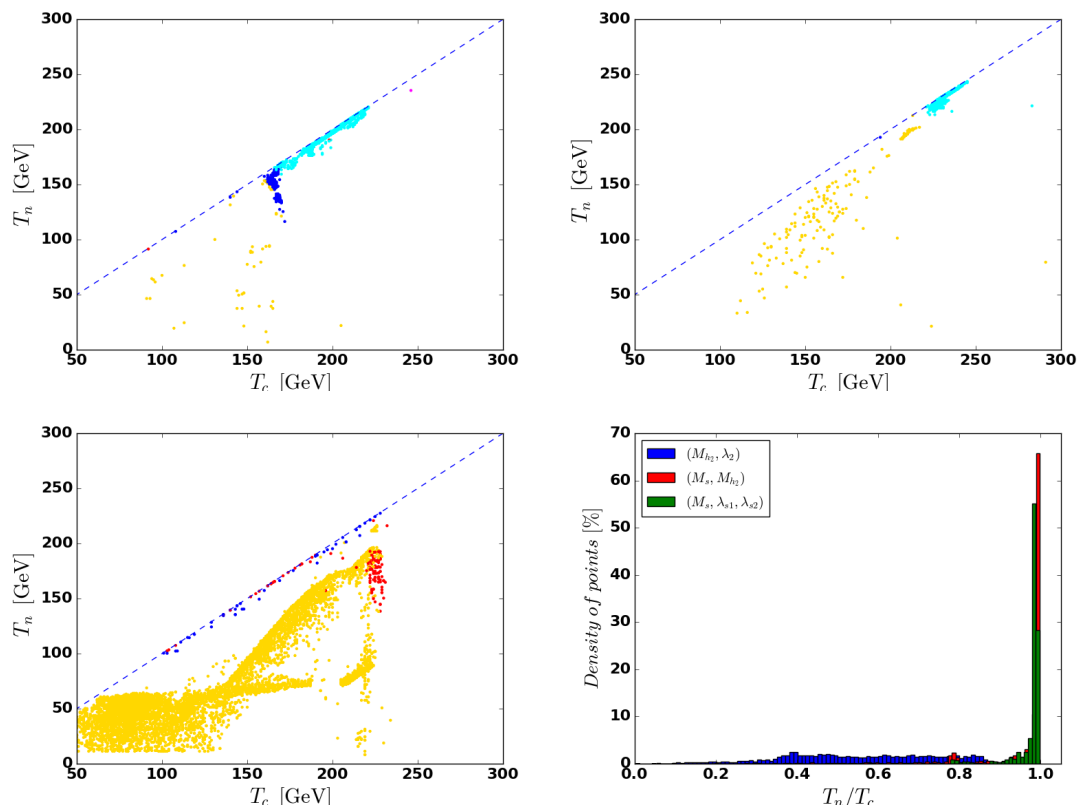 300
250
200
150
100
50
0
T_n [GeV]
50 100 150 200 250 300
T_c [GeV]
300
250
200
150
100
50
0
T_n [GeV]
50 100 150 200 250 300
T_c [GeV]
300
250
200
150
100
50
0
T_n [GeV]
50 100 150 200 250 300
T_c [GeV]
70
60
50
40
30
20
10
0
Density of points [%]
(M_{h_2}, λ_2)
(M_s, M_{h_2})
(M_s, λ_{s1}, λ_{s2})
0.0 0.2 0.4 0.6 0.8 1.0
T_n/T_c